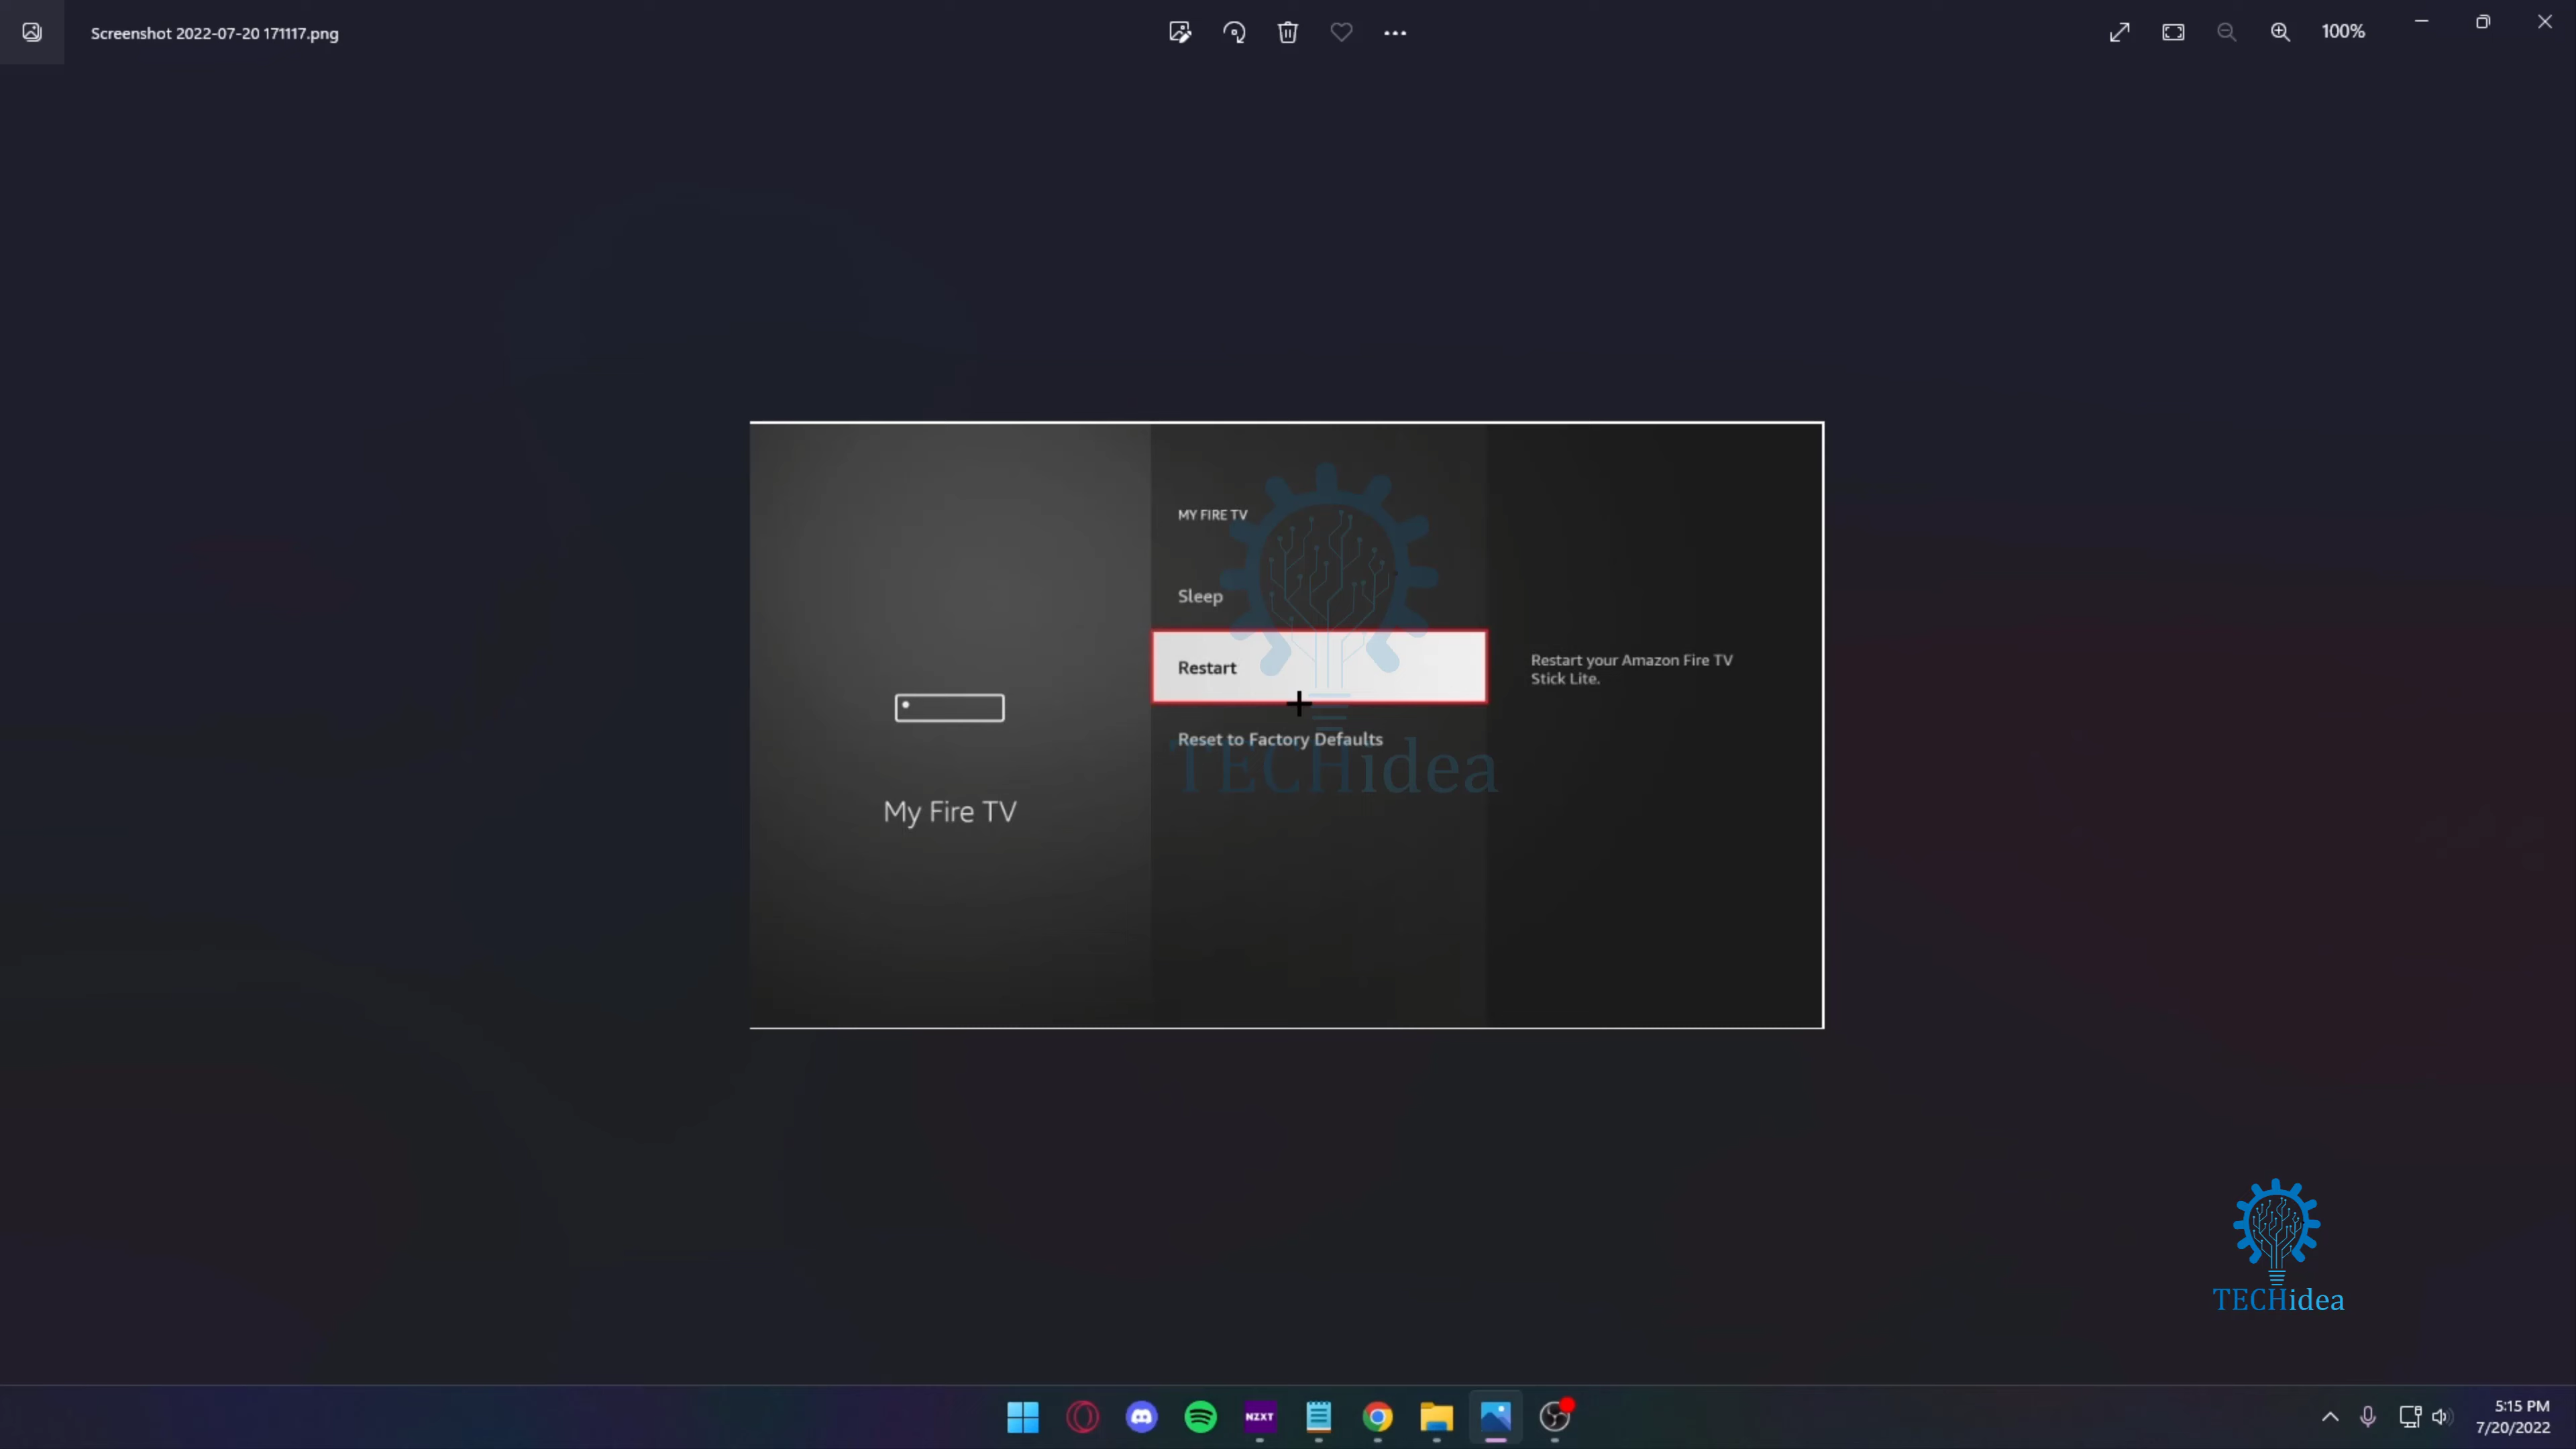 Screenshot 2022-07-20 171117.png
100%
MY FIRE TV
Sleep
Restart
Restart your Amazon Fire TV
Stick Lite.
Reset to Factory Defaults
TECHidea
My Fire TV
TECHidea
NZXT
5:15 PM
7/20/2022